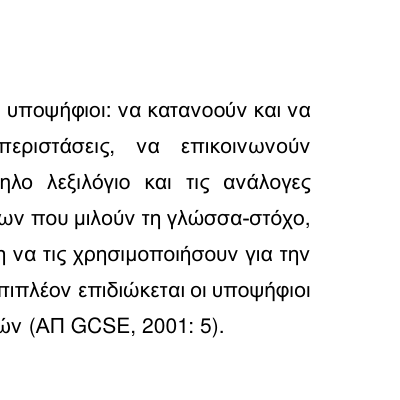 υποψήφιοι: να κατανοούν και να
περιστάσεις, να επικοινωνούν
ηλο λεξιλόγιο και τις ανάλογες
ων που μιλούν τη γλώσσα-στόχο,
η να τις χρησιμοποιήσουν για την
πιπλέον επιδιώκεται οι υποψήφιοι
ών (ΑΠ GCSE, 2001: 5).